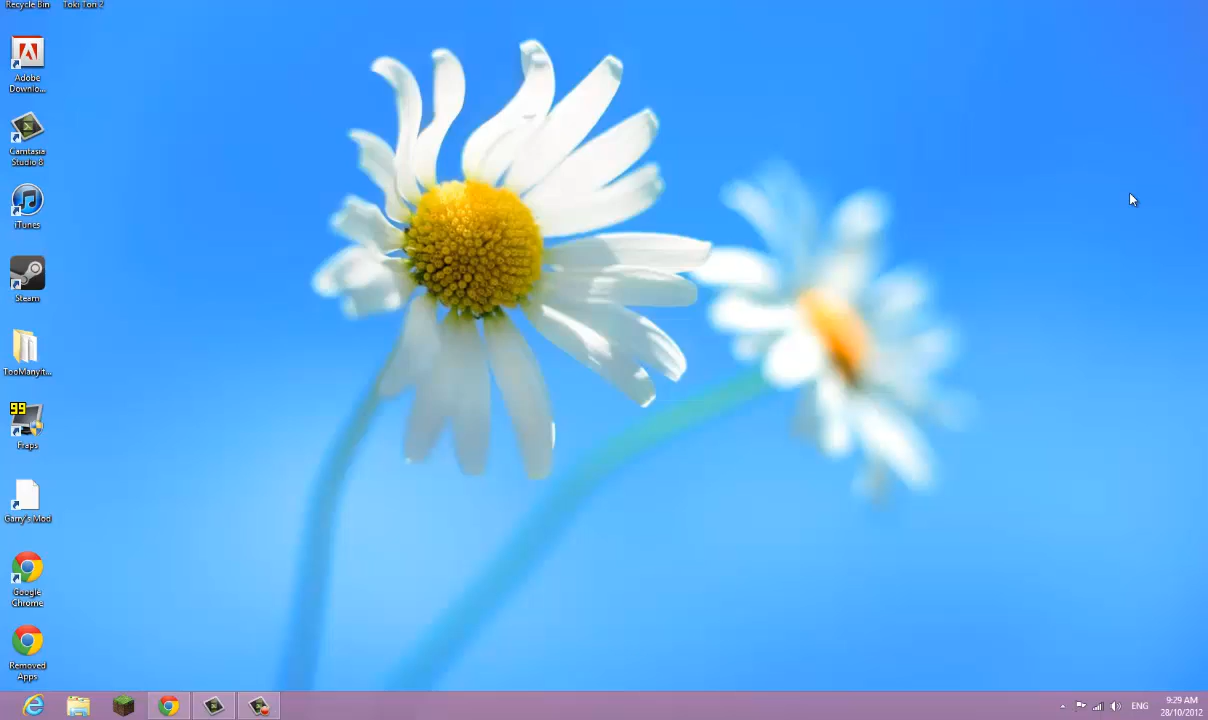 Recycle Bin
Toki Tori 2
Adobe
Downlo...
Camtasia
Studio 8
iTunes
Steam
TooManyIt...
99
Fraps
Garry's Mod
Google
Chrome
Removed
Apps
ENG
9:29 AM
28/10/2012